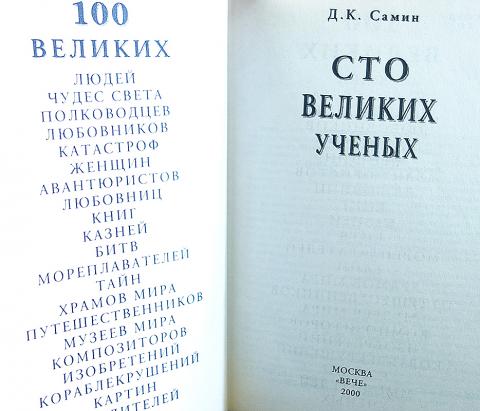 100
ВЕЛИКИХ
ЛЮДЕЙ
ЧУДЕС СВЕТА
ПОЛКОВОДЦЕВ
ЛЮБОВНИКОВ
КАТАСТРОФ
ЖЕНЩИН
АВАНТЮРИСТОВ
ЛЮБОВНИЦ
КНИГ
КАЗНЕЙ
БИТВ
МОРЕПЛАВАТЕЛЕЙ
ТАЙН
ХРАМОВ МИРА
ПУТЕШЕСТВЕННИКОВ
МУЗЕЕВ МИРА
КОМПОЗИТОРОВ
ИЗОБРЕТЕНИЙ
КОРАБЛЕКРУШЕНИЙ
КАРТИН
Д.К. Самин
СТО
ВЕЛИКИХ
УЧЕНЫХ
МОСКВА
«ВЕЧЕ»
2000